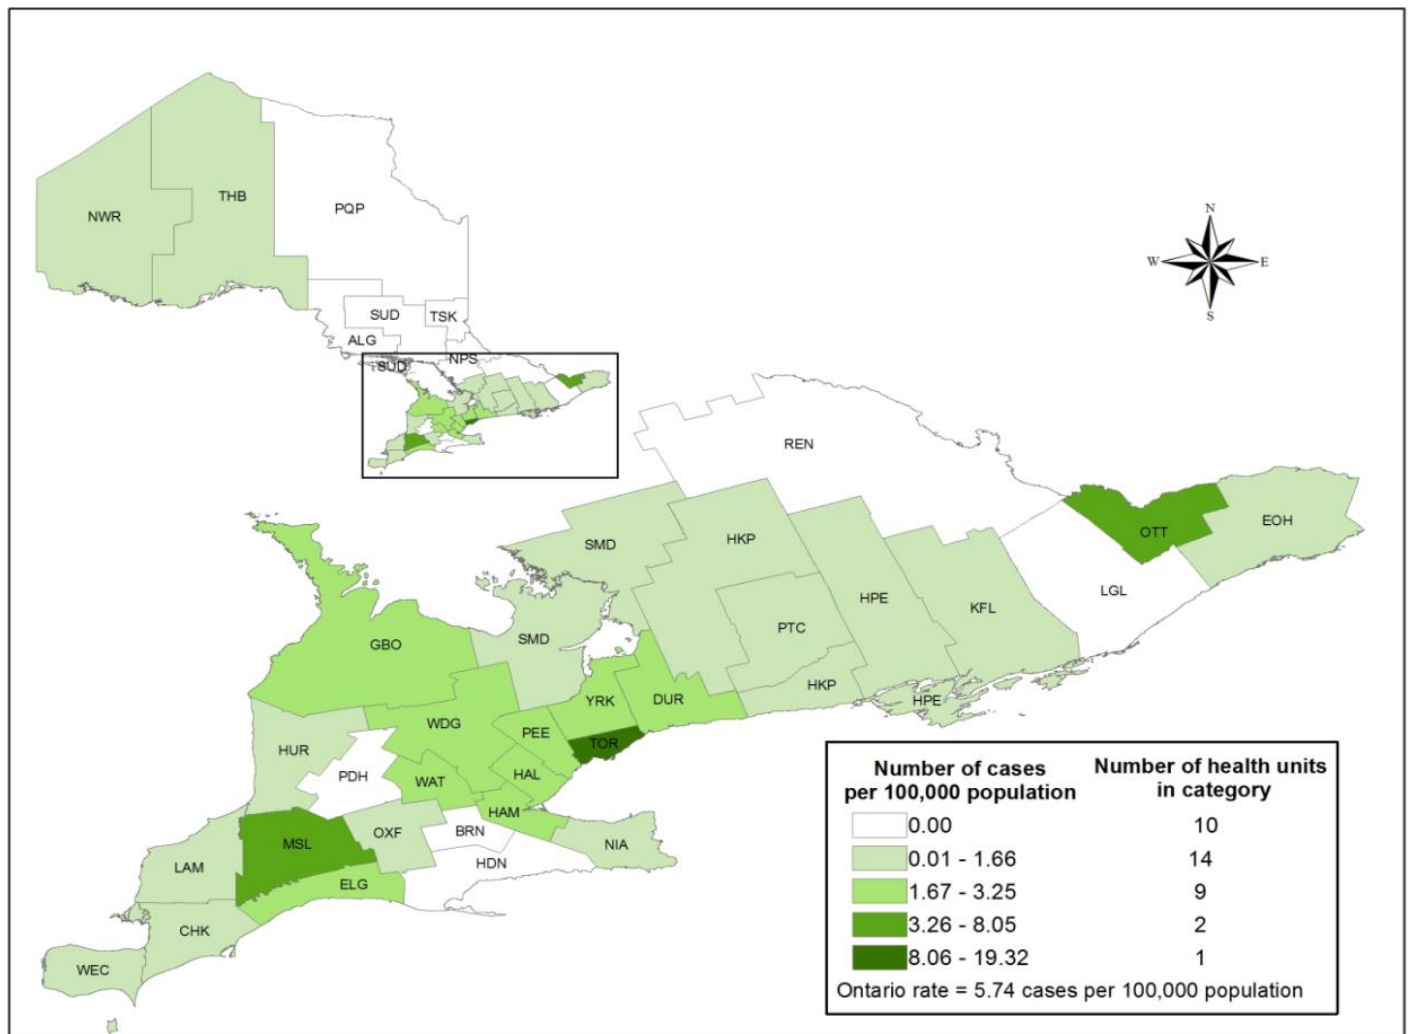 N
W E
S
THB
NWR
PQP
SUD
TSK
ALG
NPS
SUD
REN
OTT
EOH
SMD
HKP
LGL
HPE
KFL
PTC
SMD
GBO
HKP
YRK
DUR
HPE
WDG
PEE
TOR
HUR
PDH
HAL
WAT
HAM
OXF
BRN
MSL
NIA
HDN
LAM
ELG
CHK
WEC
Number of cases per 100,000 population
Number of health units in category
0.00 10
0.01 - 1.66 14
1.67 - 3.25 9
3.26 - 8.05 2
8.06 - 19.32 1
Ontario rate = 5.74 cases per 100,000 population